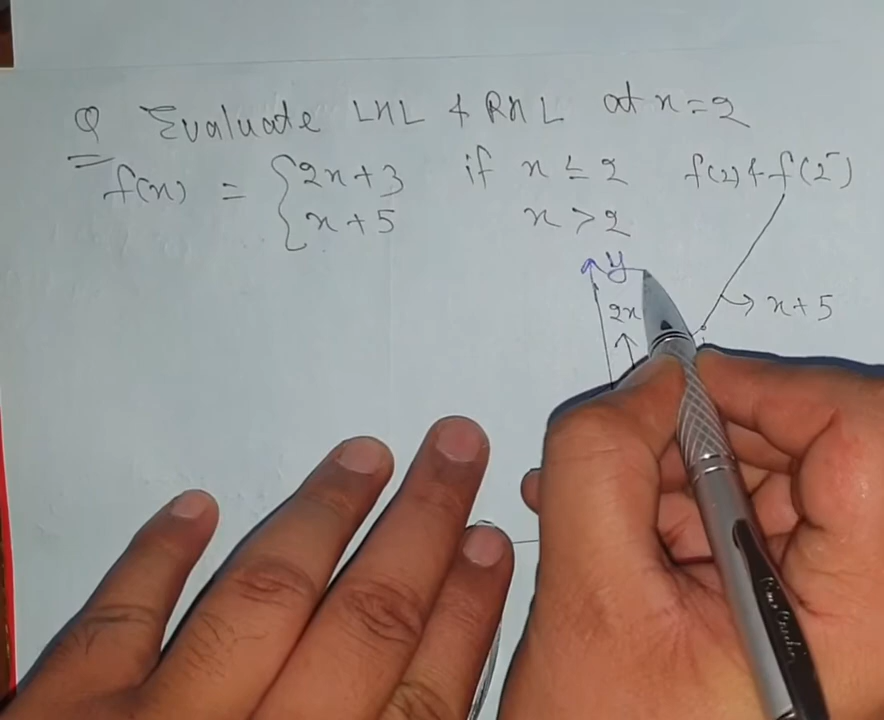 Q Evaluate LHL & RHL at x=2
f(x) = { 2x+3 if x ≤ 2 f(2) & f(2⁻)
x+5 x > 2
y
2x
x+5